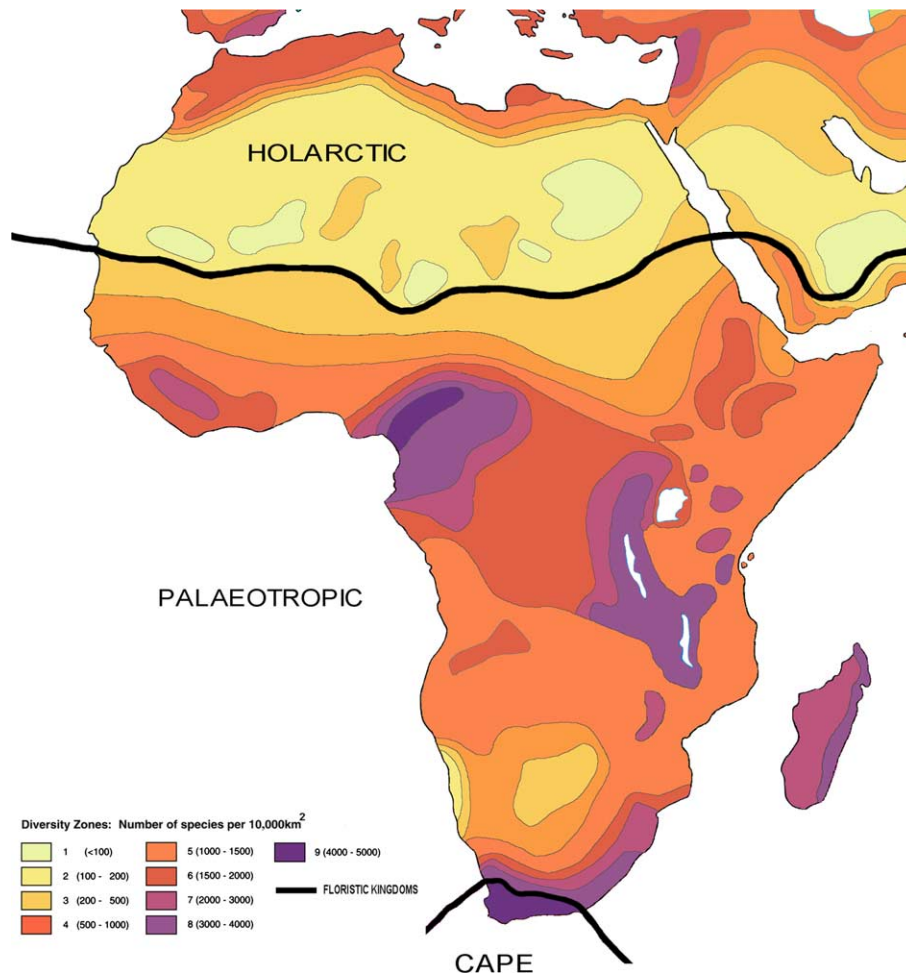 HOLARCTIC
PALAEOTROPIC
Diversity Zones: Number of species per 10,000km2
1 (<100)
2 (100 - 200)
3 (200 - 500)
4 (500 - 1000)
5 (1000 - 1500)
6 (1500 - 2000)
7 (2000 - 3000)
8 (3000 - 4000)
9 (4000 - 5000)
FLORISTIC KINGDOMS
CAPE